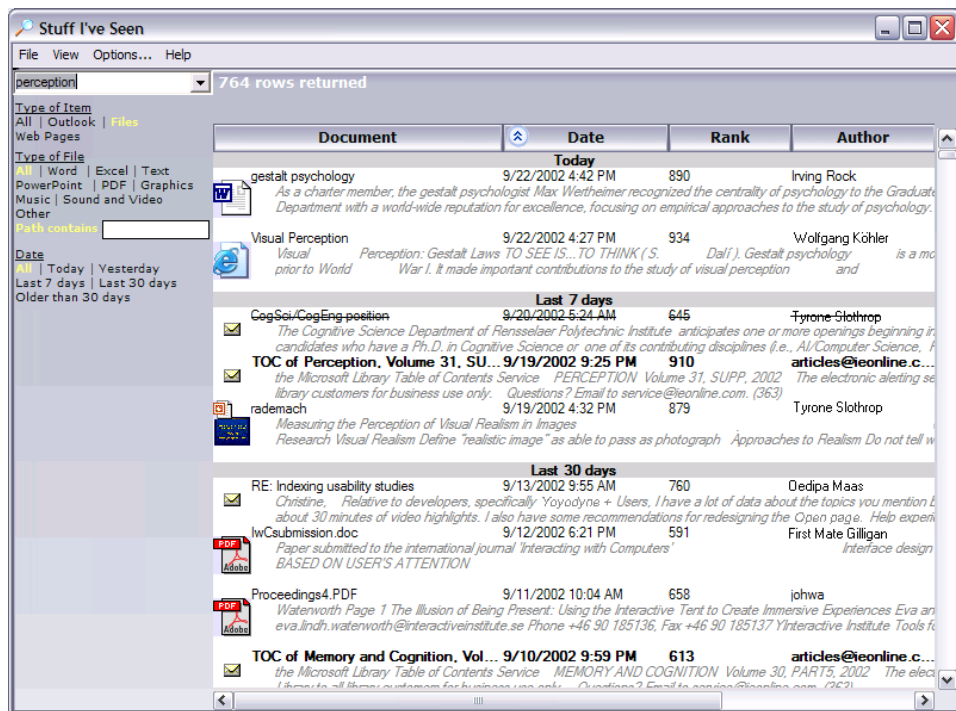 Stuff I've Seen
File View Options... Help
perception
764 rows returned
Type of Item
All | Outlook | Files
Web Pages
Type of File
All | Word | Excel | Text
PowerPoint | PDF | Graphics
Music | Sound and Video
Other
Path contains
Date
All | Today | Yesterday
Last 7 days | Last 30 days
Older than 30 days
Document Date Rank Author
Today
gestalt psychology 9/22/2002 4:42 PM 890 Irving Rock
As a charter member, the gestalt psychologist Max Wertheimer recognized the centrality of psychology to the Graduate
Department with a world-wide reputation for excellence, focusing on empirical approaches to the study of psychology.
Visual Perception 9/22/2002 4:27 PM 934 Wolfgang Köhler
Visual Perception: Gestalt Laws TO SEE IS...TO THINK ( S. Dalí ). Gestalt psychology is a mo
prior to World War I. It made important contributions to the study of visual perception and
Last 7 days
CogSci/CogEng position 9/20/2002 5:24 AM 645 Tyrone Slothrop
The Cognitive Science Department of Rensselaer Polytechnic Institute anticipates one or more openings beginning in
candidates who have a Ph.D. in Cognitive Science or one of its contributing disciplines (i.e., AI/Computer Science,
TOC of Perception, Volume 31, SU... 9/19/2002 9:25 PM 910 articles@ieonline.c...
the Microsoft Library Table of Contents Service PERCEPTION Volume 31, SUPP, 2002 The electronic alerting se
library customers for business use only. Questions? Email to service@ieonline.com. (363)
rademach 9/19/2002 4:32 PM 879 Tyrone Slothrop
Measuring the Perception of Visual Realism in Images
Research Visual Realism Define "realistic image" as able to pass as photograph Approaches to Realism Do not tell w
Last 30 days
RE: Indexing usability studies 9/13/2002 9:55 AM 760 Oedipa Maas
Christine, Relative to developers, specifically Yoyodyne + Users, I have a lot of data about the topics you mention b
about 30 minutes of video highlights. I also have some recommendations for redesigning the Open page. Help experi
IwCsubmission.doc 9/12/2002 6:21 PM 591 First Mate Gilligan
Paper submitted to the international journal 'Interacting with Computers' Interface design
BASED ON USER'S ATTENTION
Proceedings4.PDF 9/11/2002 10:04 AM 658 johwa
Waterworth Page 1 The Illusion of Being Present: Using the Interactive Tent to Create Immersive Experiences Eva an
eva.lindh.waterworth@interactiveinstitute.se Phone +46 90 185136, Fax +46 90 185137 YInteractive Institute Tools fo
TOC of Memory and Cognition, Vol... 9/10/2002 9:59 PM 613 articles@ieonline.c...
the Microsoft Library Table of Contents Service MEMORY AND COGNITION Volume 30, PART5, 2002 The elec
Library to all library customers for business use only. Questions? Email to service@ieonline.com. (363)